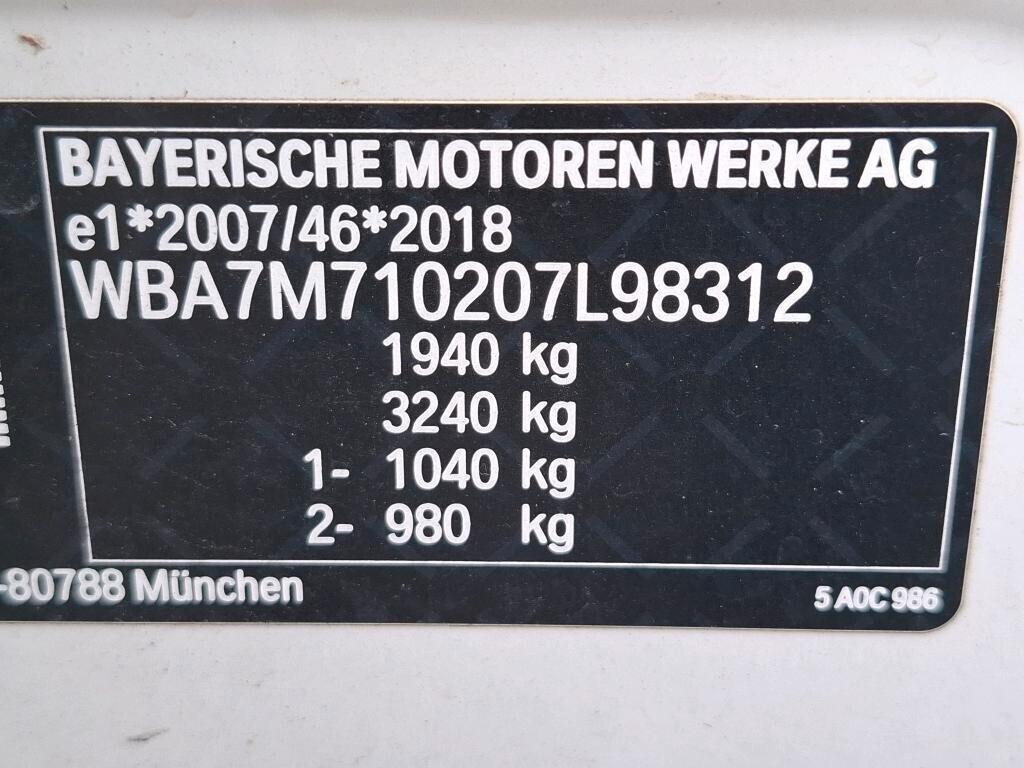 BAYERISCHE MOTOREN WERKE AG
e1*2007/46*2018
WBA7M710207L98312
1940 kg
3240 kg
1- 1040 kg
2- 980 kg
-80788 München
5 A0C 986